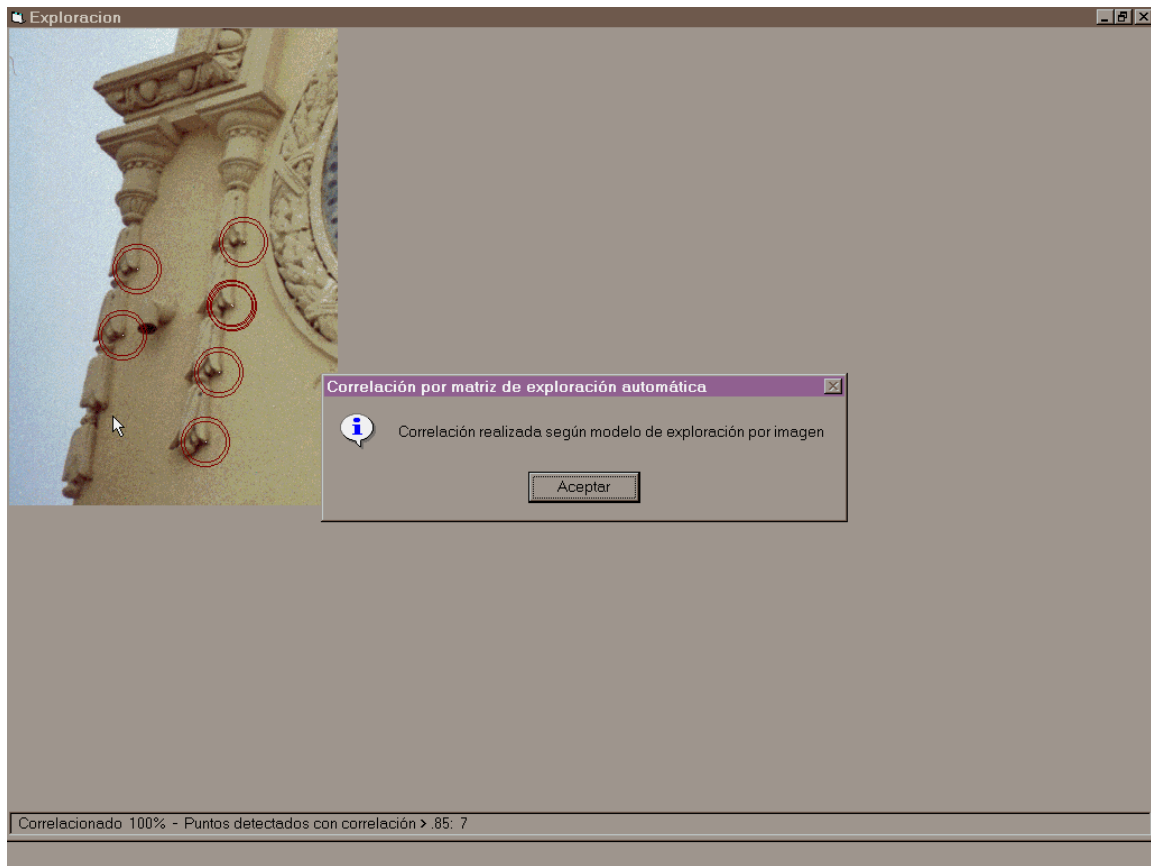 Exploracion
Correlación por matriz de exploración automática
Correlación realizada según modelo de exploración por imagen
Aceptar
Correlacionado 100% - Puntos detectados con correlación > .85: 7